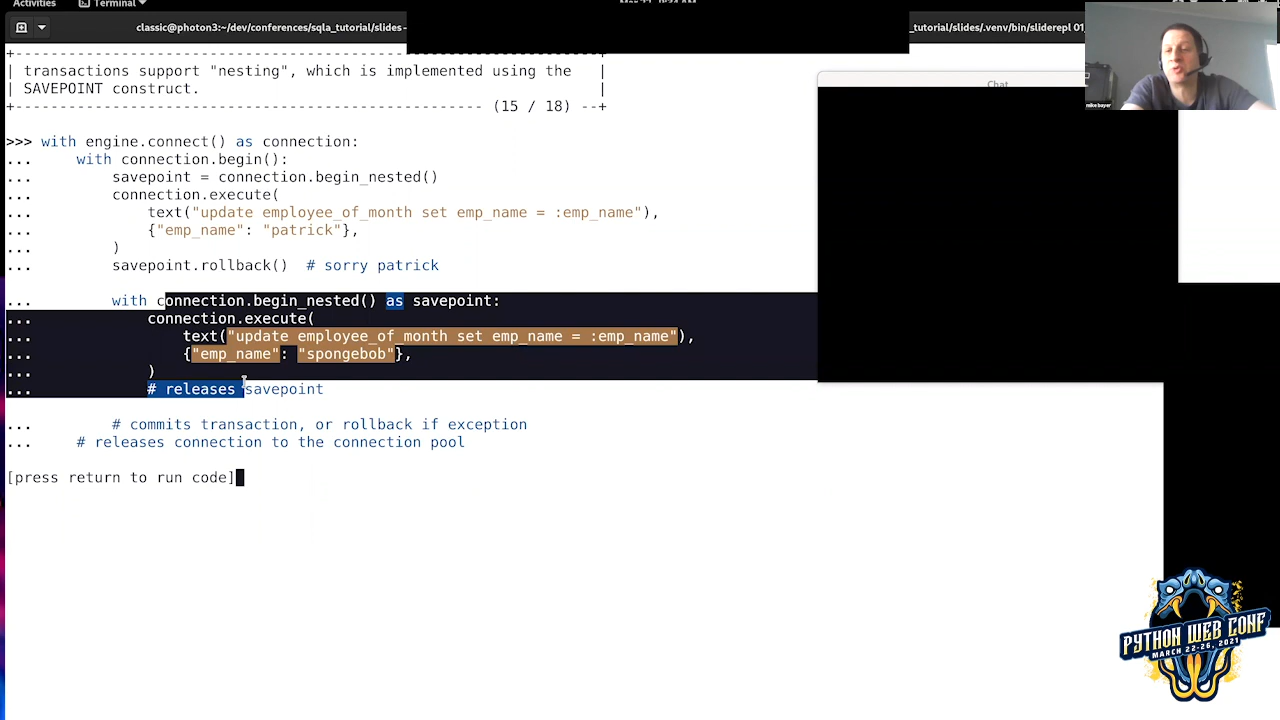 Activities
Terminal
classic@photon3:~/dev/conferences/sqla_tutorial/slides-
_tutorial/slides/.venv/bin/sliderepl 01_
| transactions support "nesting", which is implemented using the |
| SAVEPOINT construct. |
+------------------------------------------------------ (15 / 18) --+
Chat
mike bayer
>>> with engine.connect() as connection:
... with connection.begin():
... savepoint = connection.begin_nested()
... connection.execute(
... text("update employee_of_month set emp_name = :emp_name"),
... {"emp_name": "patrick"},
... )
... savepoint.rollback() # sorry patrick
... with connection.begin_nested() as savepoint:
... connection.execute(
... text("update employee_of_month set emp_name = :emp_name"),
... {"emp_name": "spongebob"},
... )
... # releases savepoint
... # commits transaction, or rollback if exception
... # releases connection to the connection pool
[press return to run code]
PYTHON WEB CONF
MARCH 22-26, 2021